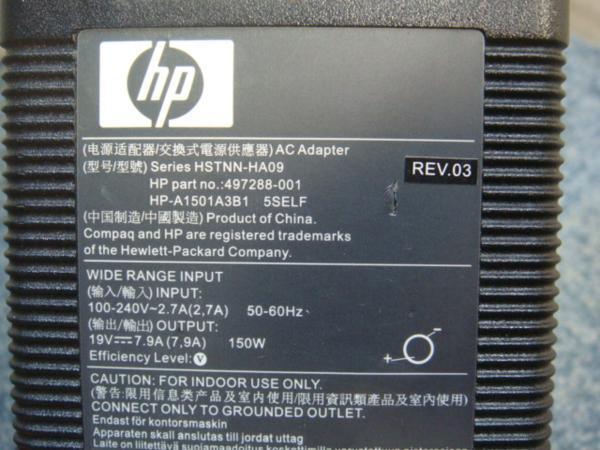 hp
(电源适配器/交換式電源供應器) AC Adapter
(型号/型號) Series HSTNN-HA09
REV.03
HP part no.:497288-001
HP-A1501A3B1 5SELF
(中国制造/中國製造) Product of China.
Compaq and HP are registered trademarks
of the Hewlett-Packard Company.
WIDE RANGE INPUT
(输入/輸入) INPUT:
100-240V~2.7A(2,7A) 50-60Hz
(输出/輸出) OUTPUT:
19V⎓7.9A (7,9A) 150W
Efficiency Level: V
+ -
CAUTION: FOR INDOOR USE ONLY.
(警告:限用信息类产品及室内使用/限用資訊類產品及室內使用)
CONNECT ONLY TO GROUNDED OUTLET.
Endast för kontorsmaskin
Apparaten skall anslutas till jordat uttag
Laite on liitettävä